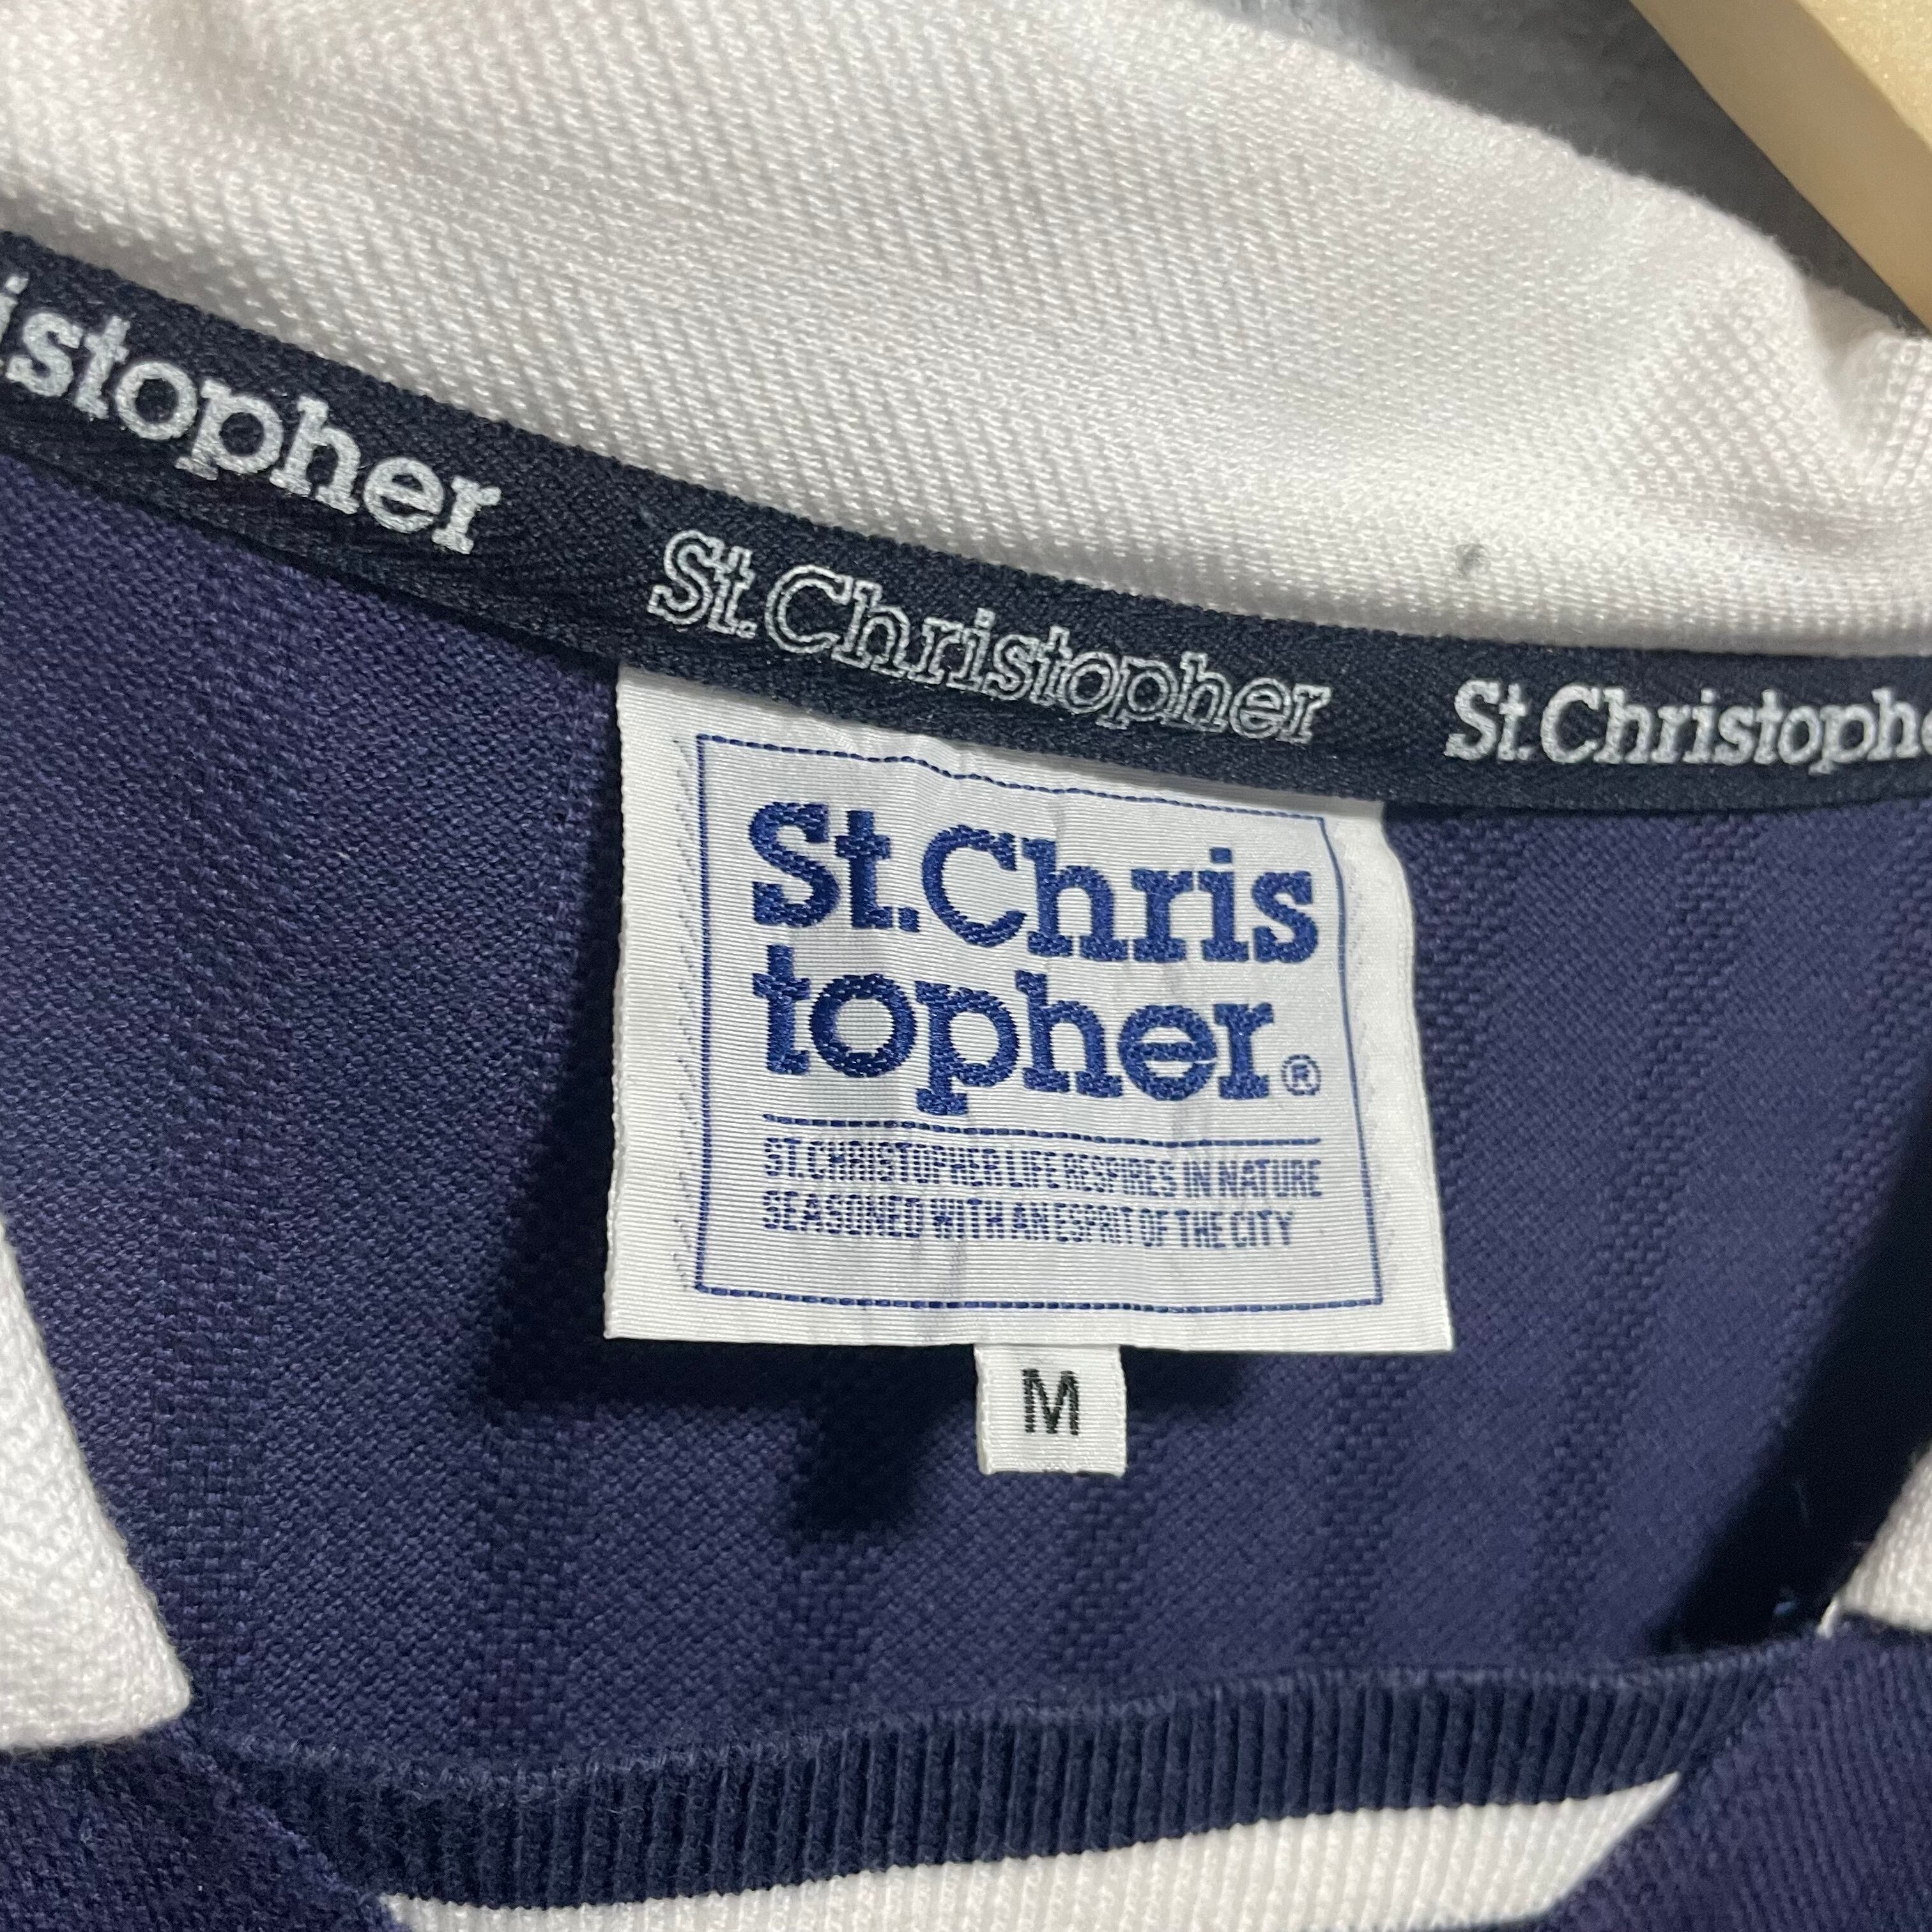 istopher
St.Christopher
St.Christophe
St.Chris
topher®
ST.CHRISTOPHER LIFE RESPIRES IN NATURE
SEASONED WITH AN ESPRIT OF THE CITY
M